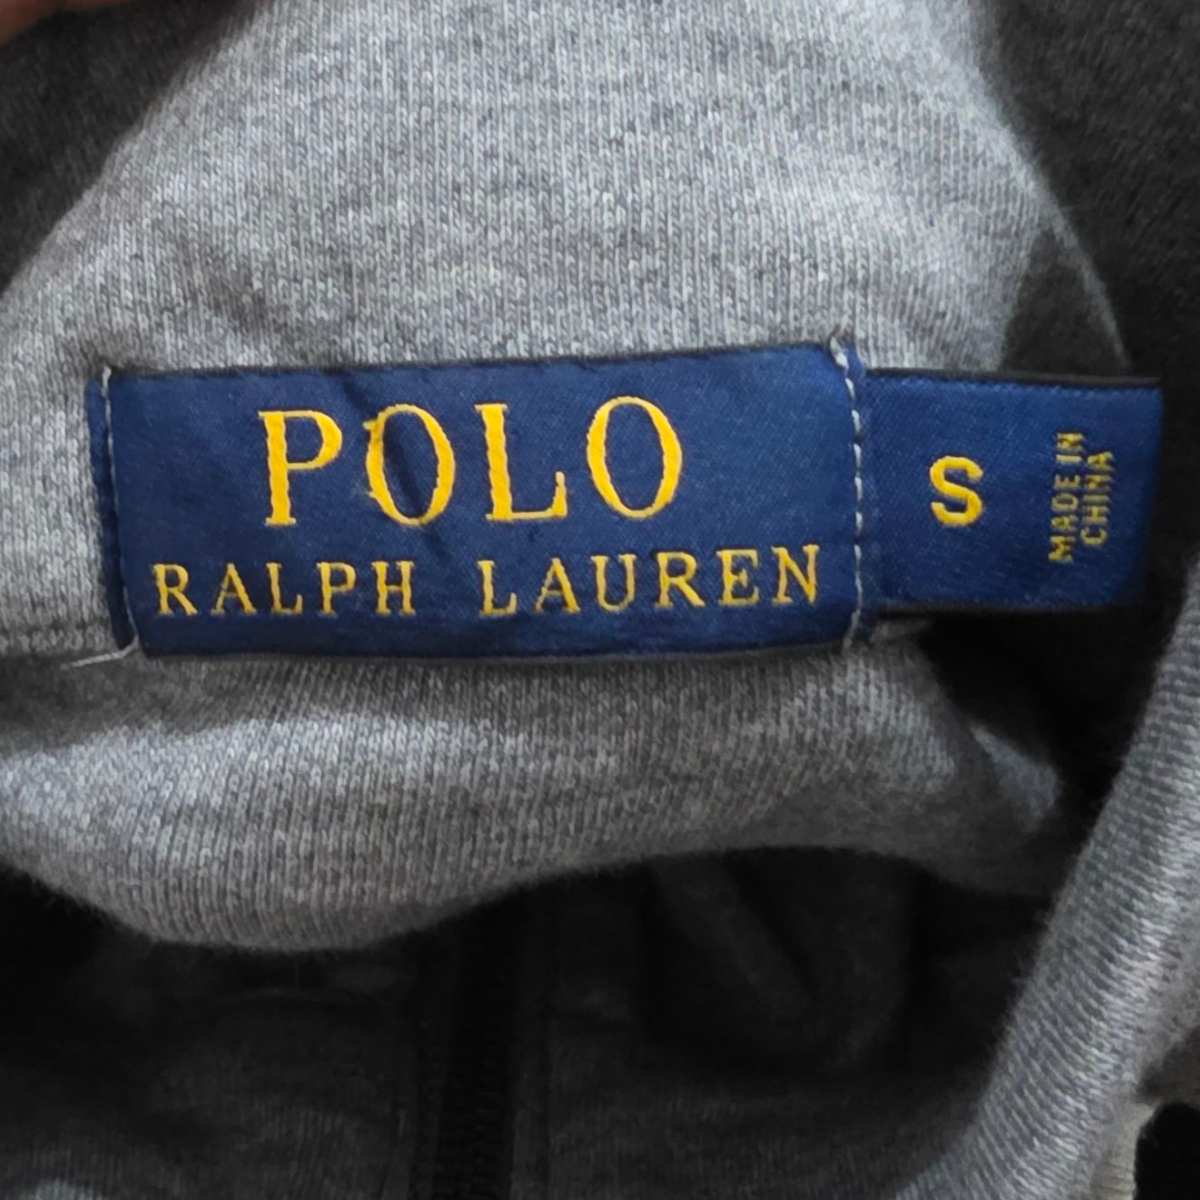 POLO
RALPH LAUREN
S
MADE IN
CHINA